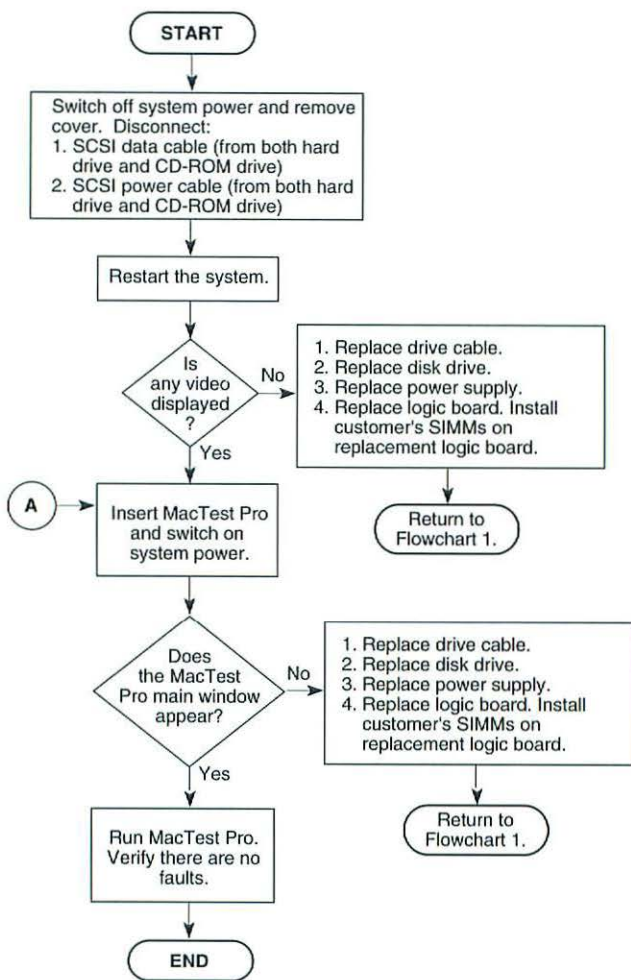 START
Switch off system power and remove
cover. Disconnect:
1. SCSI data cable (from both hard
drive and CD-ROM drive)
2. SCSI power cable (from both hard
drive and CD-ROM drive)
Restart the system.
Is
any video
displayed
?
No
1. Replace drive cable.
2. Replace disk drive.
3. Replace power supply.
4. Replace logic board. Install
customer's SIMMs on
replacement logic board.
Return to
Flowchart 1.
Yes
A
Insert MacTest Pro
and switch on
system power.
Does
the MacTest
Pro main window
appear?
No
1. Replace drive cable.
2. Replace disk drive.
3. Replace power supply.
4. Replace logic board. Install
customer's SIMMs on
replacement logic board.
Return to
Flowchart 1.
Yes
Run MacTest Pro.
Verify there are no
faults.
END